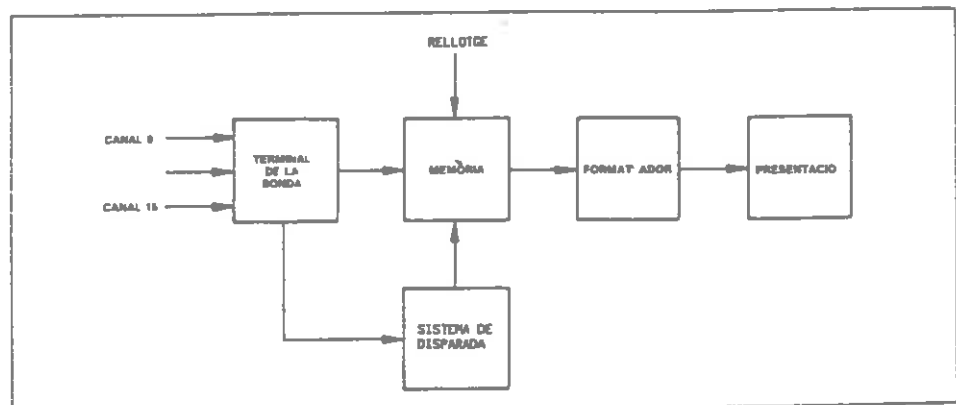 RELLOTGE
CANAL 0
TERMINAL
DE LA
SONDA
MEMÒRIA
FORMAT ADOR
PRESENTACIO
CANAL 15
SISTEMA DE
DISPARADA